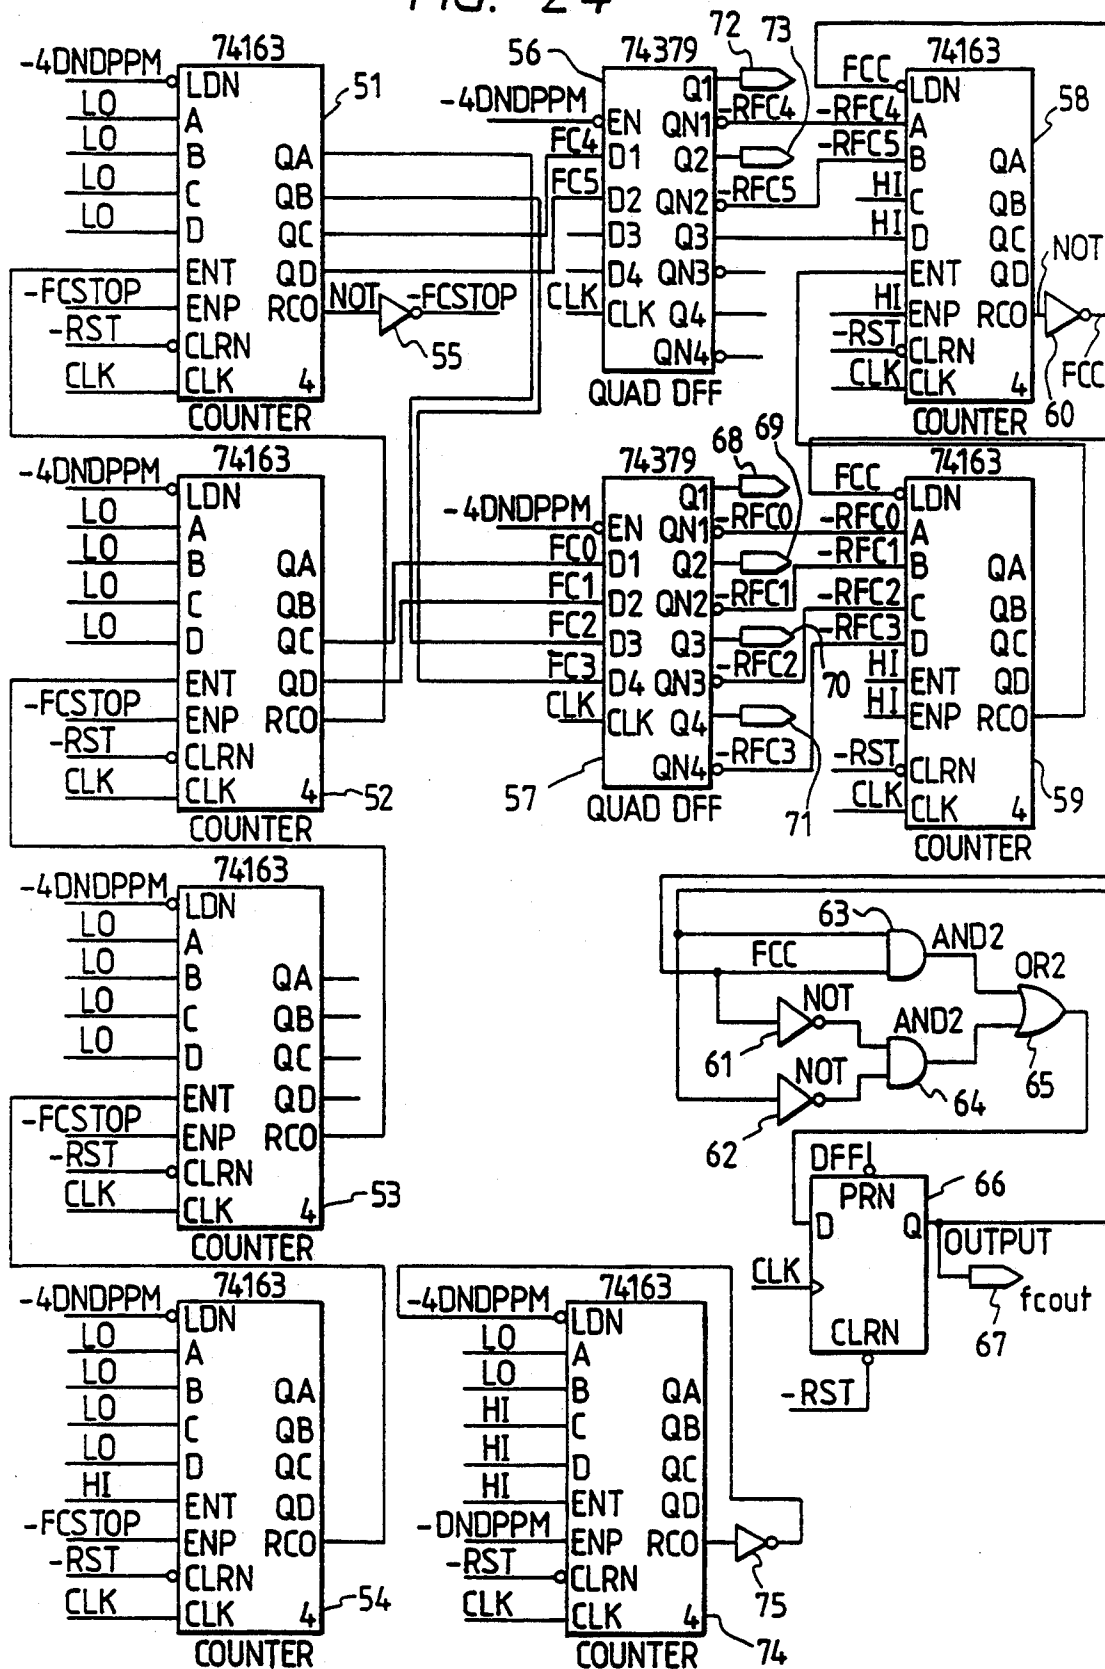 FIG. 24
74163
-4DNDPPM
LDN
51
LO
A
LO
B
QA
LO
C
QB
LO
D
QC
ENT
QD
-FCSTOP
ENP
RCO
NOT
-FCSTOP
-RST
CLRN
55
CLK
CLK
4
COUNTER
56
74379
72
73
-4DNDPPM
Q1
EN
QN1
-RFC4
FC4
D1
Q2
FC5
D2
QN2
-RFC5
D3
Q3
D4
QN3
CLK
CLK
Q4
QN4
QUAD DFF
74163
FCC
LDN
58
-RFC4
A
-RFC5
B
QA
HI
C
QB
HI
D
QC
NOT
ENT
QD
HI
ENP
RCO
-RST
CLRN
FCC
CLK
CLK
4
60
COUNTER
74163
-4DNDPPM
LDN
LO
A
LO
B
QA
LO
C
QB
LO
D
QC
ENT
QD
-FCSTOP
ENP
RCO
-RST
CLRN
CLK
CLK
4
52
COUNTER
74379
68
69
Q1
-4DNDPPM
EN
QN1
-RFC0
FC0
D1
Q2
FC1
D2
QN2
-RFC1
FC2
D3
Q3
FC3
D4
QN3
-RFC2
70
CLK
CLK
Q4
QN4
-RFC3
57
QUAD DFF
71
74163
FCC
LDN
-RFC0
A
-RFC1
B
QA
-RFC2
C
QB
-RFC3
D
QC
HI
ENT
QD
HI
ENP
RCO
-RST
CLRN
CLK
CLK
4
59
COUNTER
74163
-4DNDPPM
LDN
LO
A
LO
B
QA
LO
C
QB
LO
D
QC
ENT
QD
-FCSTOP
ENP
RCO
-RST
CLRN
CLK
CLK
4
53
COUNTER
63
AND2
FCC
OR2
NOT
AND2
61
65
NOT
64
62
DFF
PRN
66
D
Q
OUTPUT
CLK
fcout
CLRN
67
-RST
74163
-4DNDPPM
LDN
LO
A
LO
B
QA
LO
C
QB
LO
D
QC
HI
ENT
QD
-FCSTOP
ENP
RCO
-RST
CLRN
CLK
CLK
4
54
COUNTER
74163
-4DNDPPM
LDN
LO
A
LO
B
QA
HI
C
QB
HI
D
QC
HI
ENT
QD
-DNDPPM
ENP
RCO
-RST
CLRN
75
CLK
CLK
4
74
COUNTER